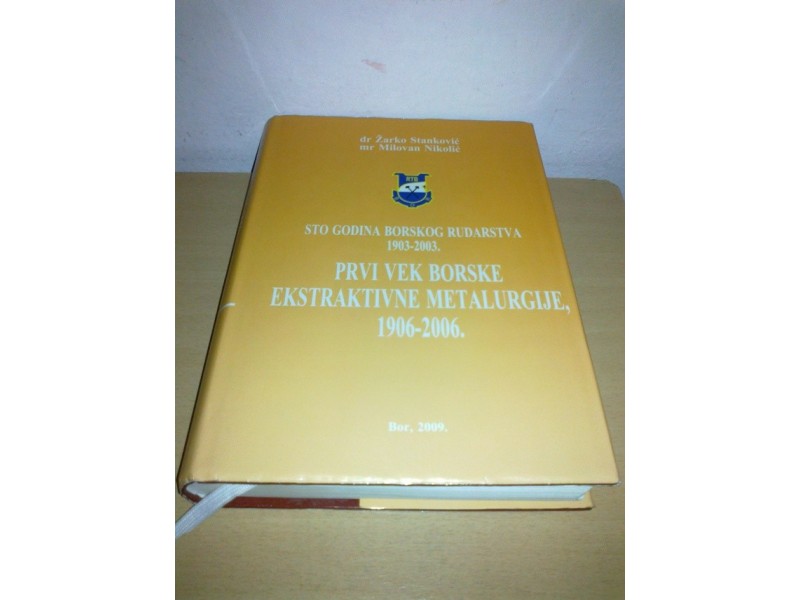 dr Žarko Stanković
mr Milovan Nikolić
RTB
STO GODINA BORSKOG RUDARSTVA
1903-2003.
PRVI VEK BORSKE
EKSTRAKTIVNE METALURGIJE,
1906-2006.
Bor, 2009.